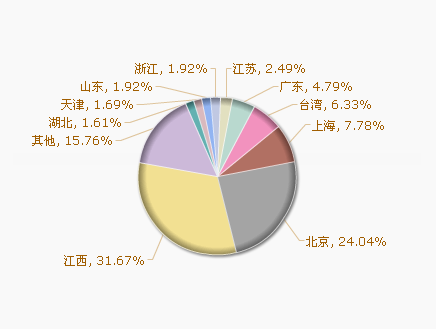 浙江, 1.92%
江苏, 2.49%
山东, 1.92%
广东, 4.79%
天津, 1.69%
台湾, 6.33%
湖北, 1.61%
上海, 7.78%
其他, 15.76%
北京, 24.04%
江西, 31.67%